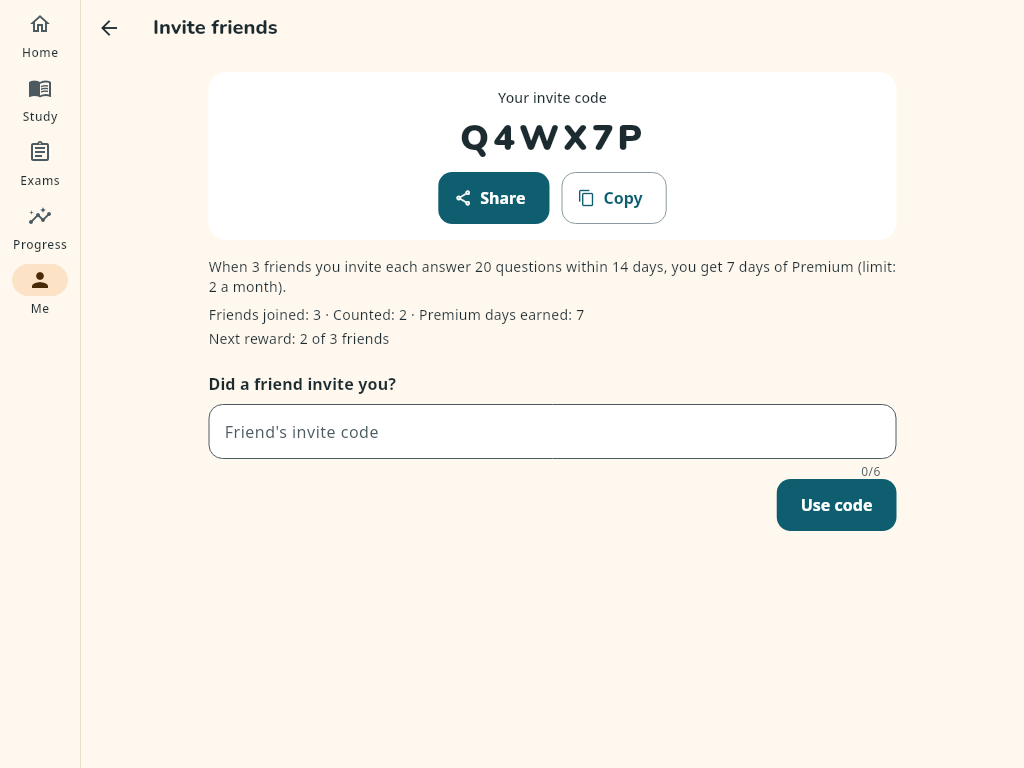 Invite friends
Home
Study
Exams
Progress
Me
Your invite code
Q4WX7P
Share
Copy
When 3 friends you invite each answer 20 questions within 14 days, you get 7 days of Premium (limit:
2 a month).
Friends joined: 3 · Counted: 2 · Premium days earned: 7
Next reward: 2 of 3 friends
Did a friend invite you?
Friend's invite code
0/6
Use code